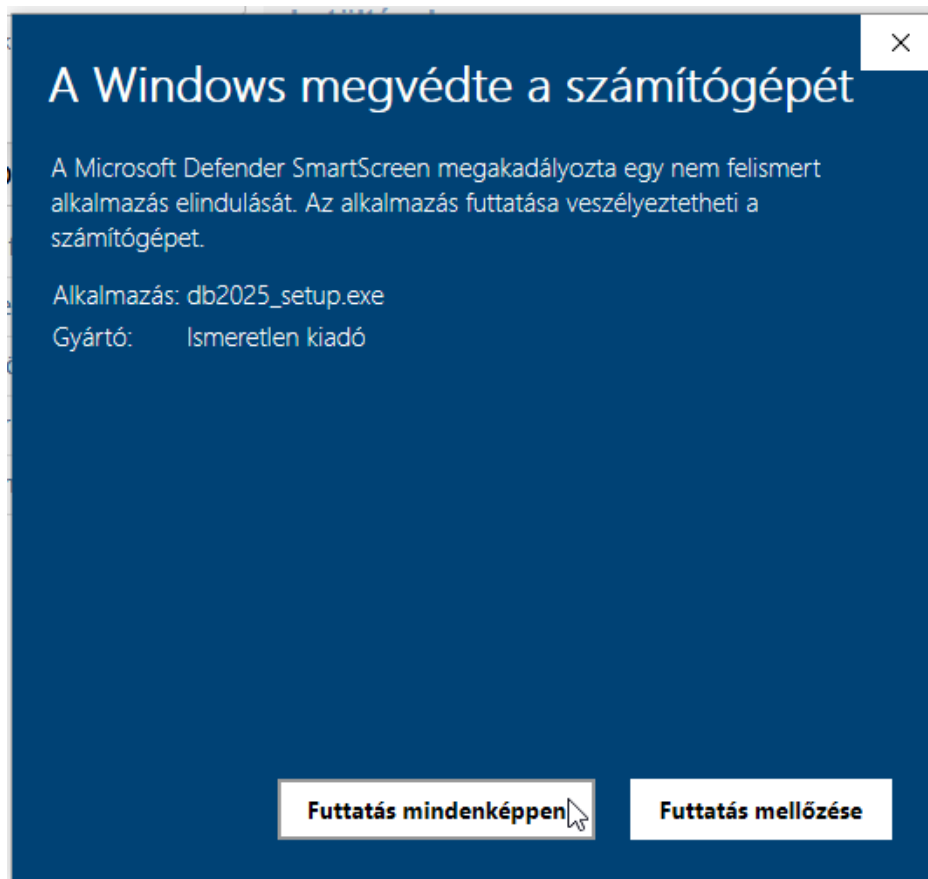 A Windows megvédte a számítógépét
A Microsoft Defender SmartScreen megakadályozta egy nem felismert
alkalmazás elindulását. Az alkalmazás futtatása veszélyeztetheti a
számítógépet.
Alkalmazás: db2025_setup.exe
Gyártó: Ismeretlen kiadó
Futtatás mindenképpen
Futtatás mellőzése